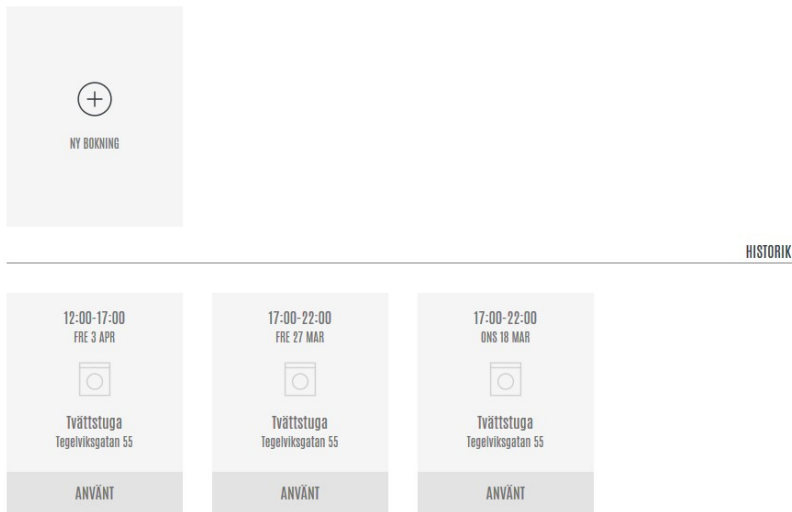 NY BOKNING
HISTORIK
12:00-17:00
FRE 3 APR
Tvättstuga
Tegelviksgatan 55
ANVÄNT
17:00-22:00
FRE 27 MAR
Tvättstuga
Tegelviksgatan 55
ANVÄNT
17:00-22:00
ONS 18 MAR
Tvättstuga
Tegelviksgatan 55
ANVÄNT